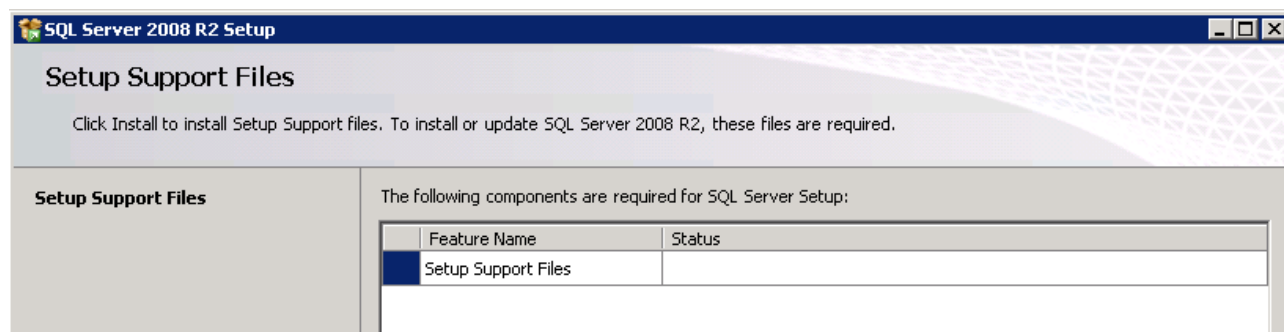 SQL Server 2008 R2 Setup
Setup Support Files
Click Install to install Setup Support files. To install or update SQL Server 2008 R2, these files are required.
Setup Support Files
The following components are required for SQL Server Setup:
Feature Name Status
Setup Support Files